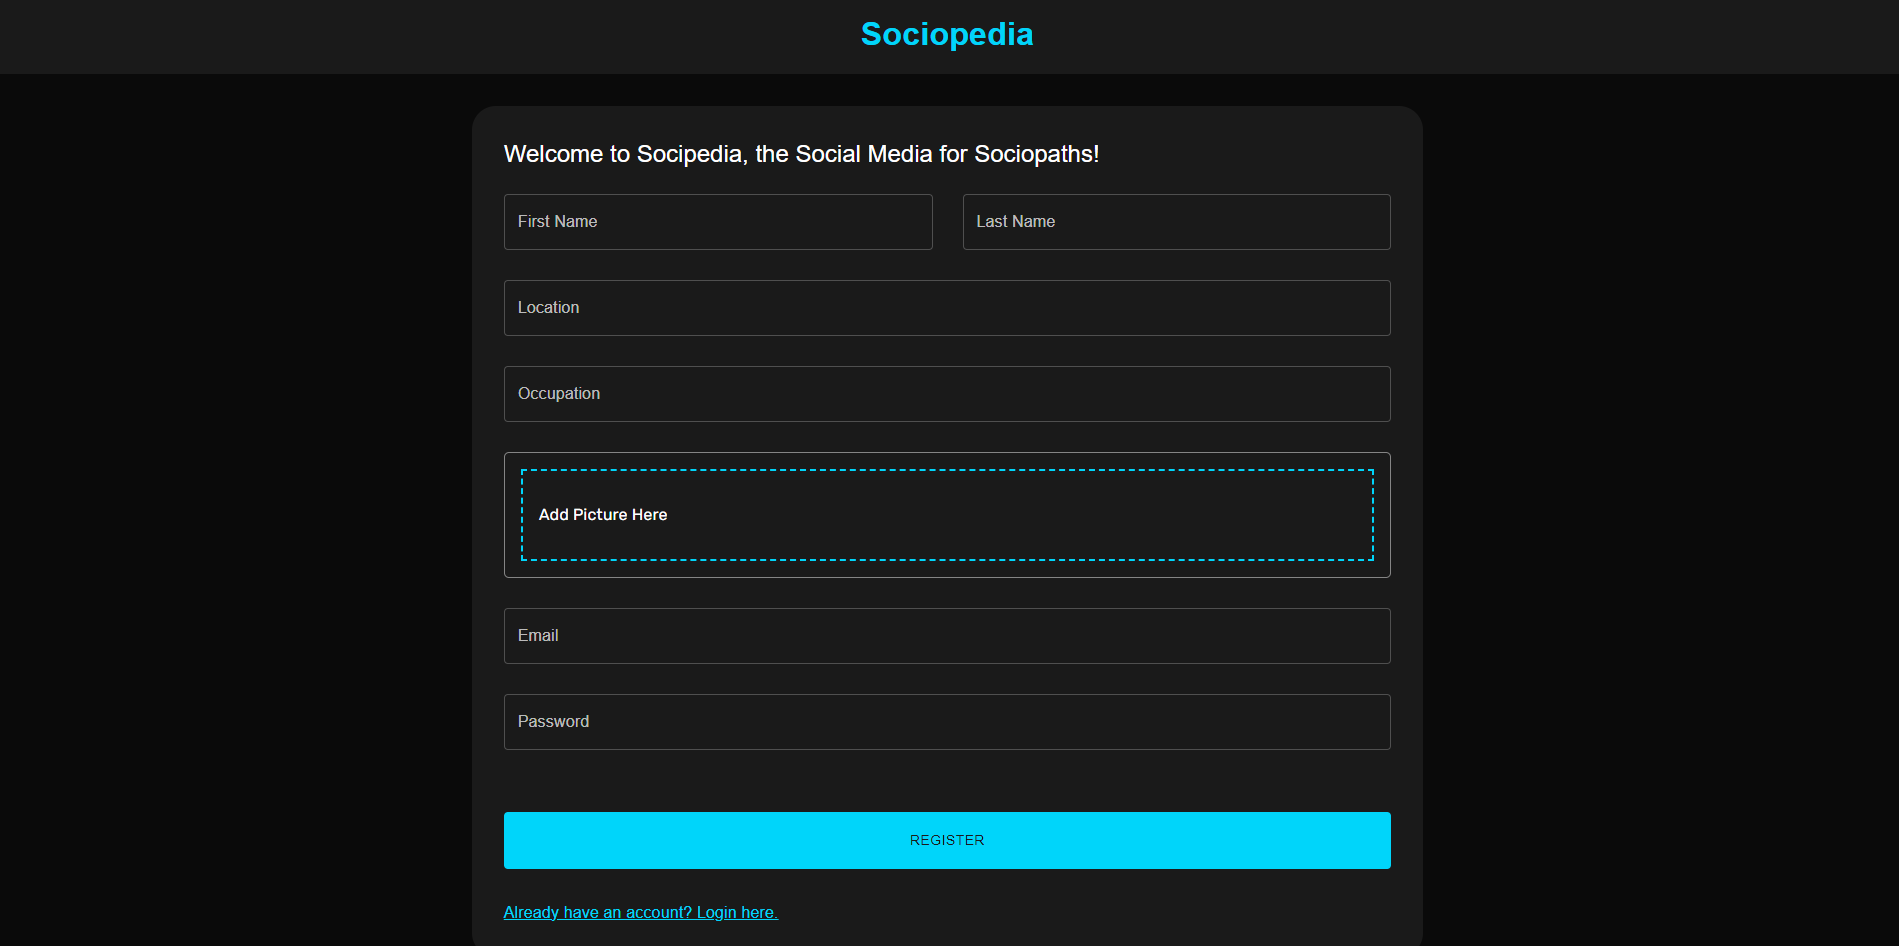 Sociopedia
Welcome to Socipedia, the Social Media for Sociopaths!
First Name
Last Name
Location
Occupation
Add Picture Here
Email
Password
REGISTER
Already have an account? Login here.